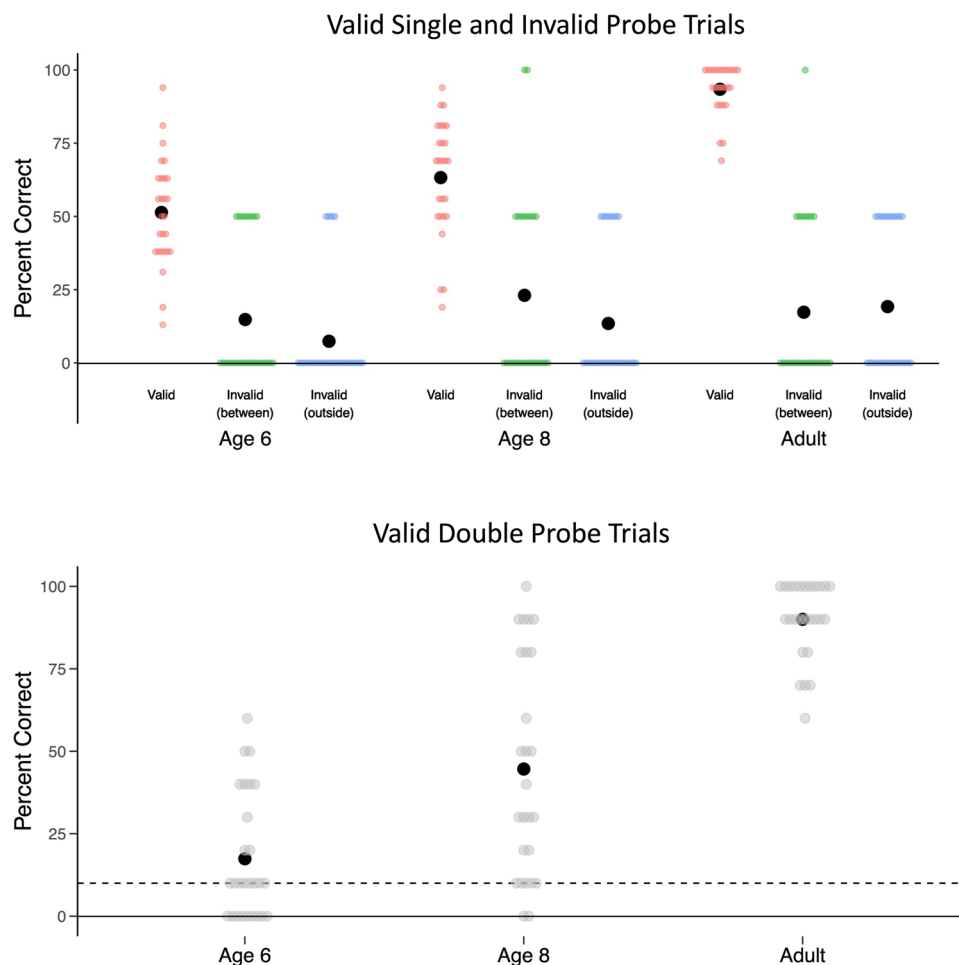 Valid Single and Invalid Probe Trials
Percent Correct
100
75
50
25
0
Valid Invalid (between) Invalid (outside) Valid Invalid (between) Invalid (outside) Valid Invalid (between) Invalid (outside)
Age 6 Age 8 Adult
Valid Double Probe Trials
Percent Correct
100
75
50
25
0
Age 6 Age 8 Adult